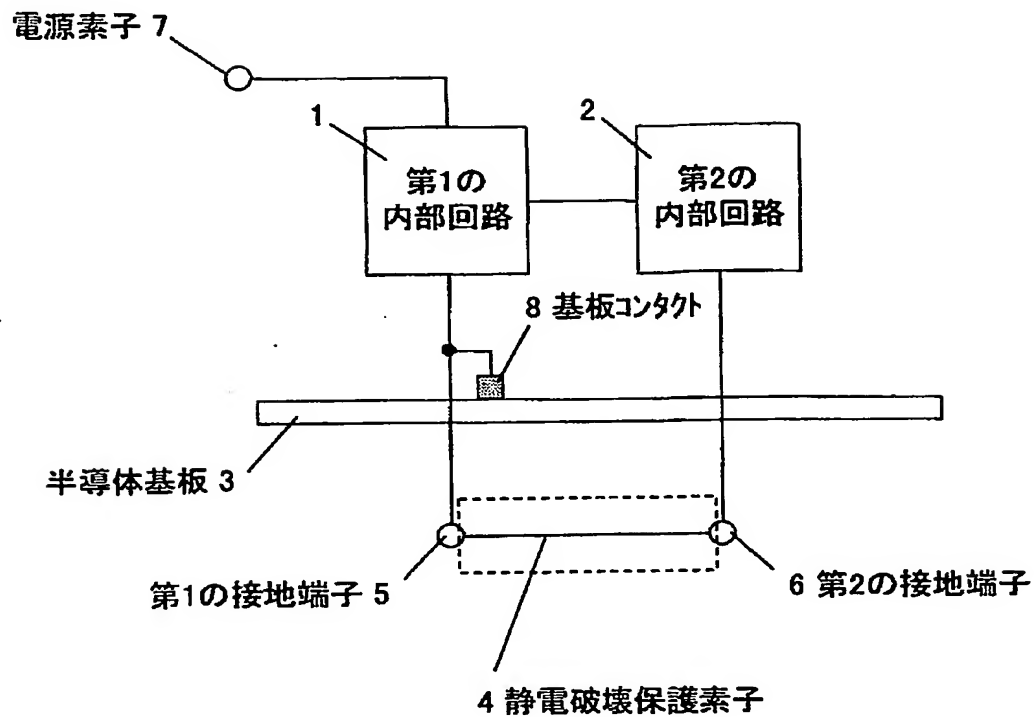 電源素子 7
1
2
第1の
内部回路
第2の
内部回路
8 基板コンタクト
半導体基板 3
第1の接地端子 5
6 第2の接地端子
4 静電破壊保護素子